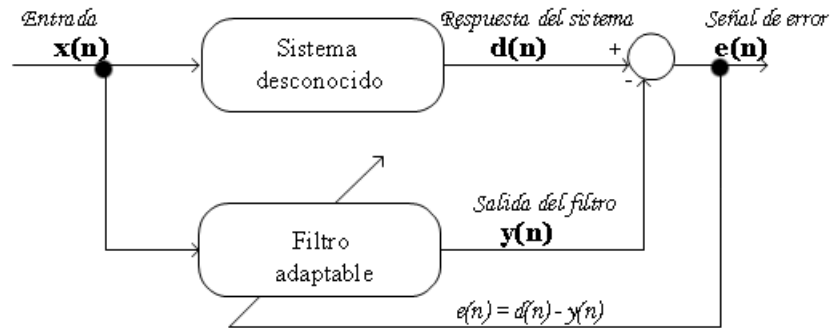 Entrada
x(n)
Sistema
desconocido
Respuesta del sistema
d(n)
+
-
Señal de error
e(n)
Filtro
adaptable
Salida del filtro
y(n)
e(n) = d(n) - y(n)